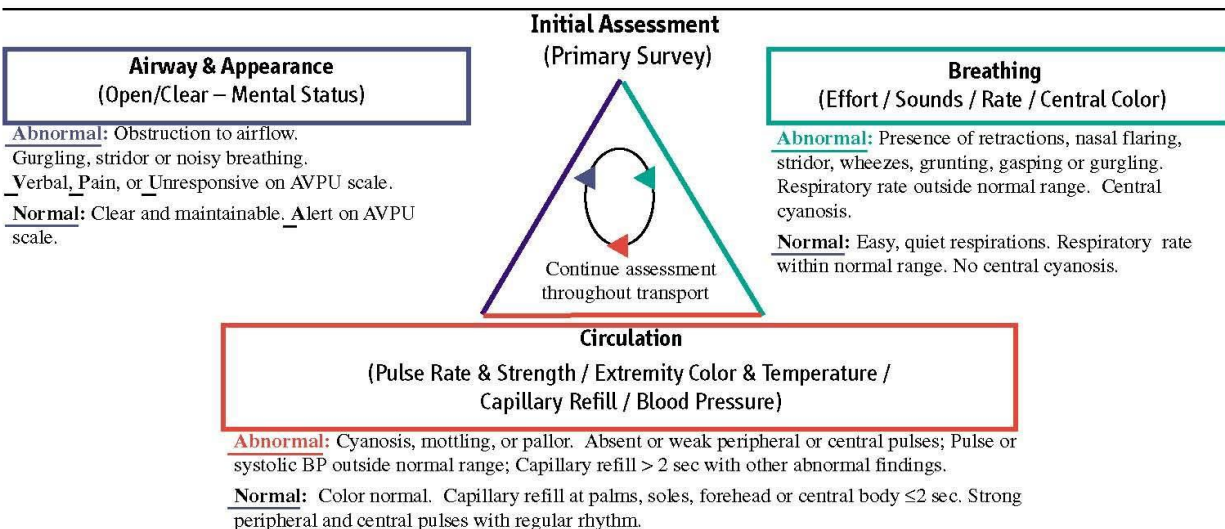 Initial Assessment
(Primary Survey)
Airway & Appearance
(Open/Clear – Mental Status)
Abnormal: Obstruction to airflow.
Gurgling, stridor or noisy breathing.
Verbal, Pain, or Unresponsive on AVPU scale.
Normal: Clear and maintainable. Alert on AVPU
scale.
Breathing
(Effort / Sounds / Rate / Central Color)
Abnormal: Presence of retractions, nasal flaring,
stridor, wheezes, grunting, gasping or gurgling.
Respiratory rate outside normal range. Central
cyanosis.
Normal: Easy, quiet respirations. Respiratory rate
within normal range. No central cyanosis.
Continue assessment
throughout transport
Circulation
(Pulse Rate & Strength / Extremity Color & Temperature /
Capillary Refill / Blood Pressure)
Abnormal: Cyanosis, mottling, or pallor. Absent or weak peripheral or central pulses; Pulse or
systolic BP outside normal range; Capillary refill > 2 sec with other abnormal findings.
Normal: Color normal. Capillary refill at palms, soles, forehead or central body ≤2 sec. Strong
peripheral and central pulses with regular rhythm.